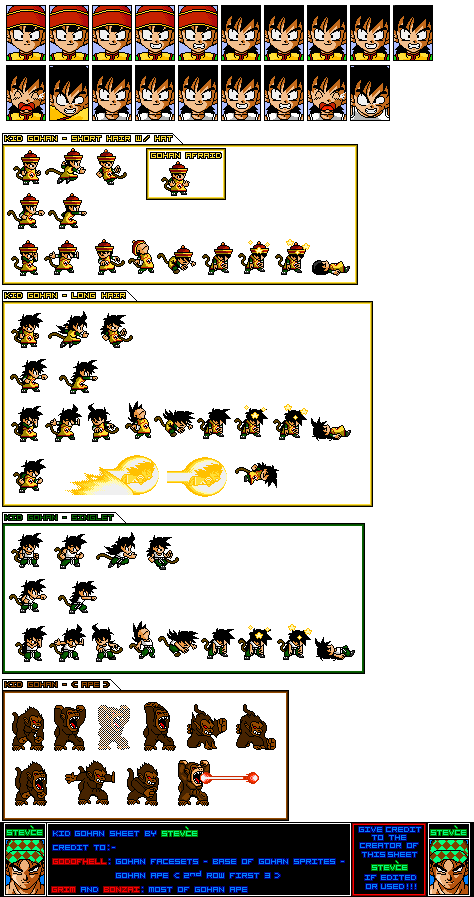 KID GOHAN - SHORT HAIR W/ HAT
GOHAN AFRAID
KID GOHAN - LONG HAIR
KID GOHAN - SINGLET
KID GOHAN - < APE >
STEVCE
KID GOHAN SHEET BY STEVCE
CREDIT TO:-
GODOFHELL: GOHAN FACESETS - BASE OF GOHAN SPRITES -
GOHAN APE < 2nd ROW FIRST 3 >
GRIM AND BONZAI: MOST OF GOHAN APE
GIVE CREDIT
TO THE
CREATOR OF
THIS SHEET
STEVCE
IF EDITED
OR USED!!!
STEVCE